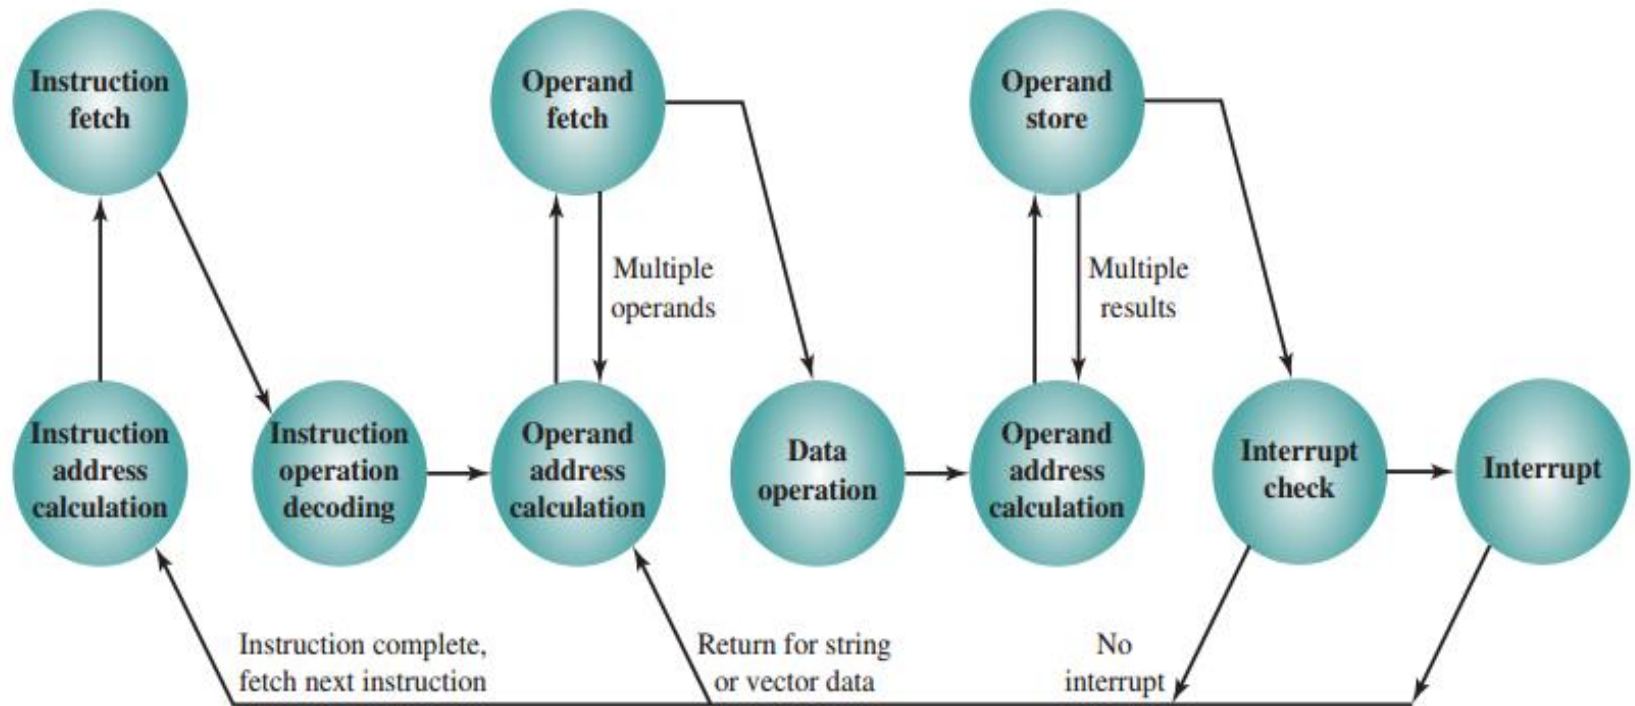 Instruction
fetch
Operand
fetch
Operand
store
Multiple
operands
Multiple
results
Instruction
address
calculation
Instruction
operation
decoding
Operand
address
calculation
Data
operation
Operand
address
calculation
Interrupt
check
Interrupt
Instruction complete,
fetch next instruction
Return for string
or vector data
No
interrupt